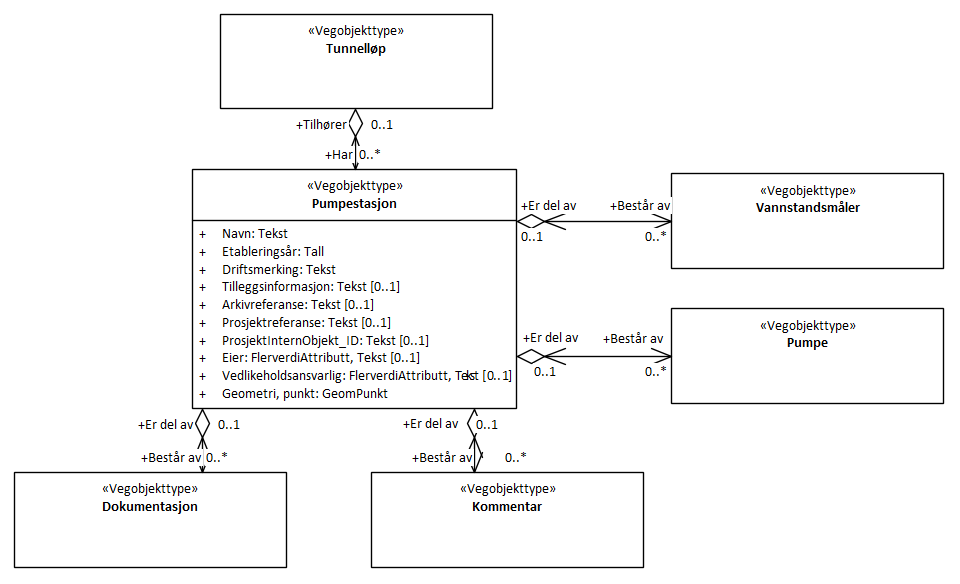 «Vegobjekttype»
Tunnelløp
+Tilhører 0..1
+Har 0..*
«Vegobjekttype»
Pumpestasjon
+ Navn: Tekst
+ Etableringsår: Tall
+ Driftsmerking: Tekst
+ Tilleggsinformasjon: Tekst [0..1]
+ Arkivreferanse: Tekst [0..1]
+ Prosjektreferanse: Tekst [0..1]
+ ProsjektInternObjekt_ID: Tekst [0..1]
+ Eier: FlerverdiAttributt, Tekst [0..1]
+ Vedlikeholdsansvarlig: FlerverdiAttributt, Tekst [0..1]
+ Geometri, punkt: GeomPunkt
+Er del av +Består av
0..1 0..*
«Vegobjekttype»
Vannstandsmåler
+Er del av +Består av
0..1 0..*
«Vegobjekttype»
Pumpe
+Er del av 0..1
+Består av 0..*
«Vegobjekttype»
Dokumentasjon
+Er del av 0..1
+Består av 0..*
«Vegobjekttype»
Kommentar